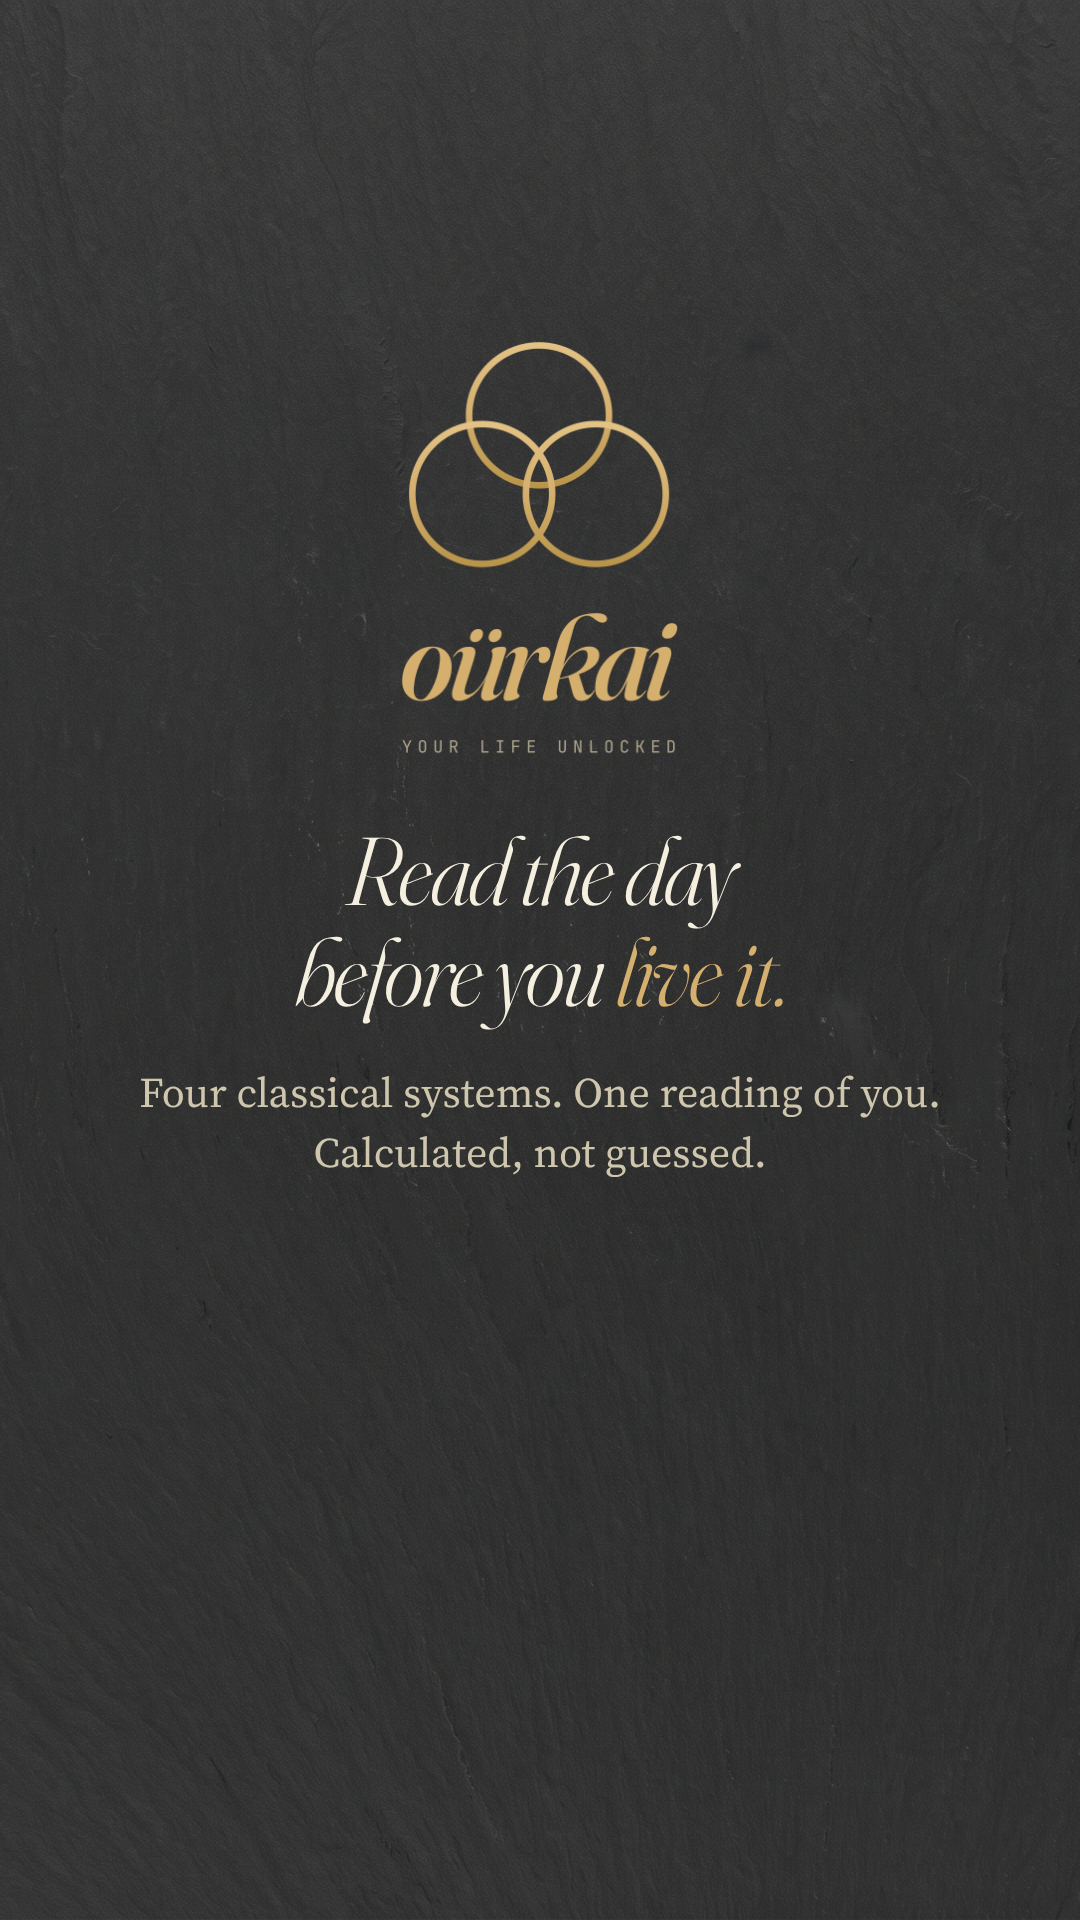 oürkai
YOUR LIFE UNLOCKED
Read the day
before you live it.
Four classical systems. One reading of you.
Calculated, not guessed.